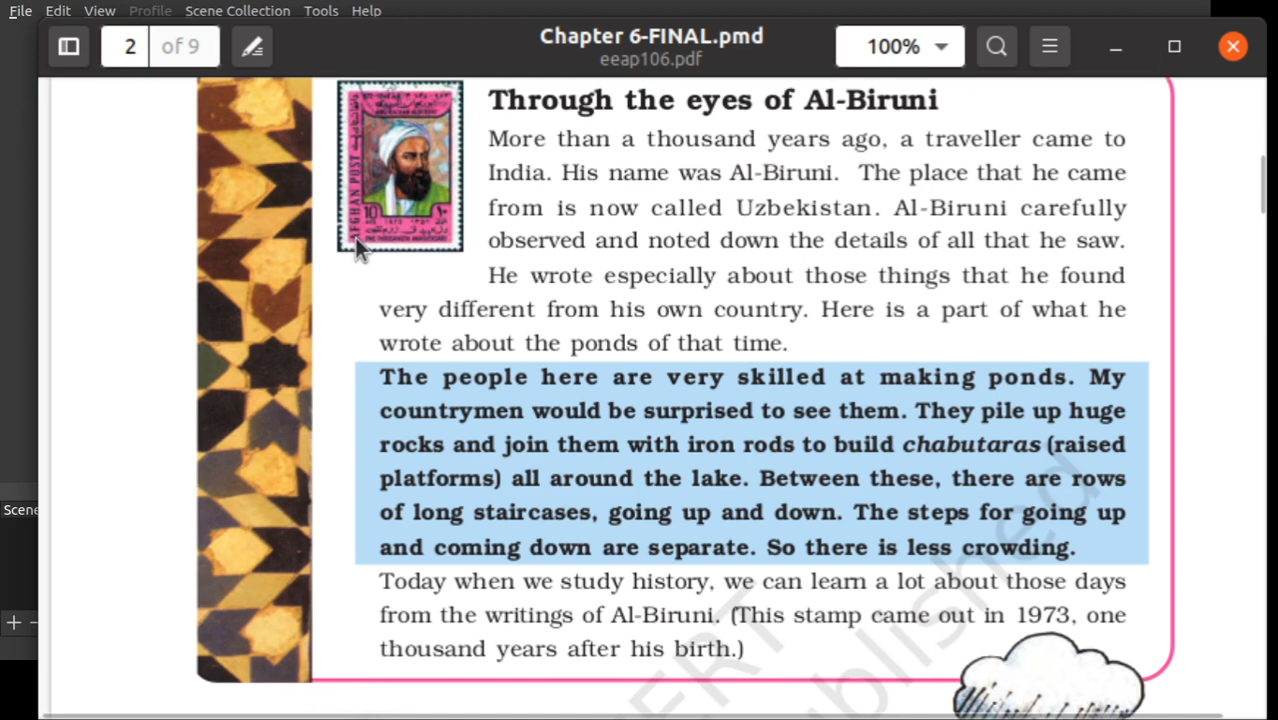 File Edit View Profile Scene Collection Tools Help
2 of 9
Chapter 6-FINAL.pmd
eeap106.pdf
100%
AFGHAN POST
10
Through the eyes of Al-Biruni
More than a thousand years ago, a traveller came to
India. His name was Al-Biruni. The place that he came
from is now called Uzbekistan. Al-Biruni carefully
observed and noted down the details of all that he saw.
He wrote especially about those things that he found
very different from his own country. Here is a part of what he
wrote about the ponds of that time.
The people here are very skilled at making ponds. My
countrymen would be surprised to see them. They pile up huge
rocks and join them with iron rods to build chabutaras (raised
platforms) all around the lake. Between these, there are rows
of long staircases, going up and down. The steps for going up
and coming down are separate. So there is less crowding.
Today when we study history, we can learn a lot about those days
from the writings of Al-Biruni. (This stamp came out in 1973, one
thousand years after his birth.)
Scene